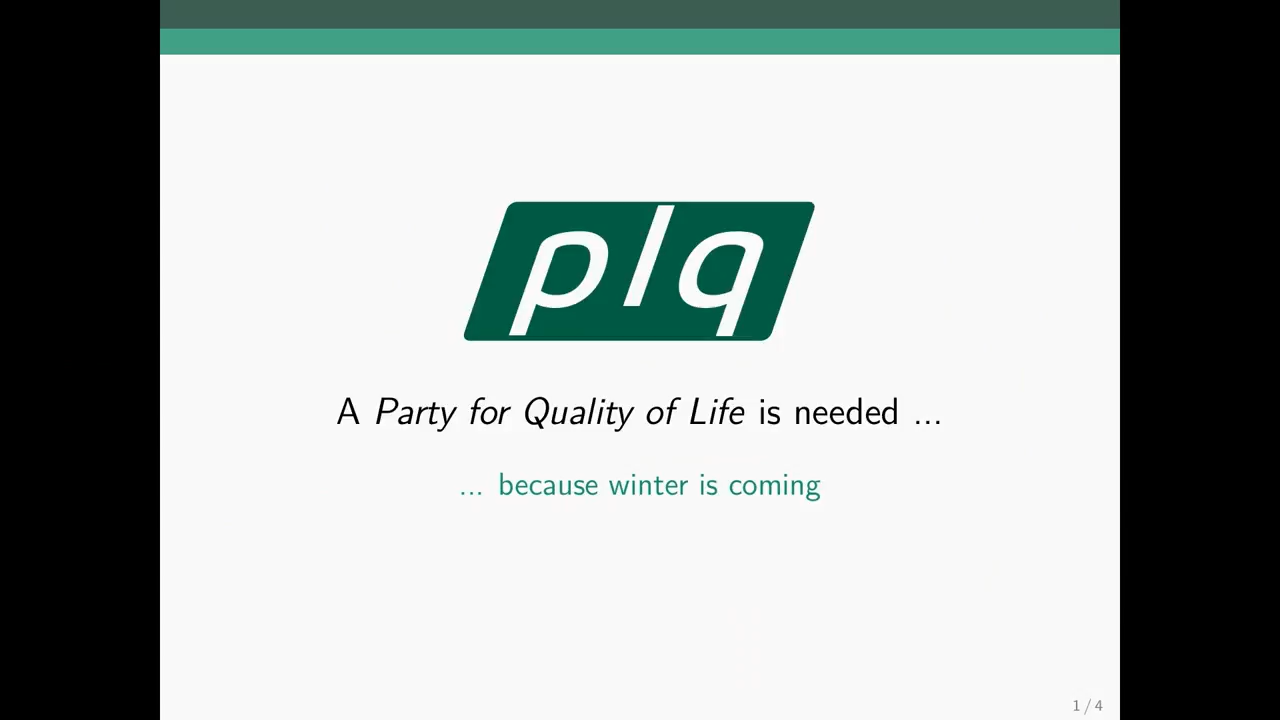 plq
A Party for Quality of Life is needed ...
... because winter is coming
1 / 4